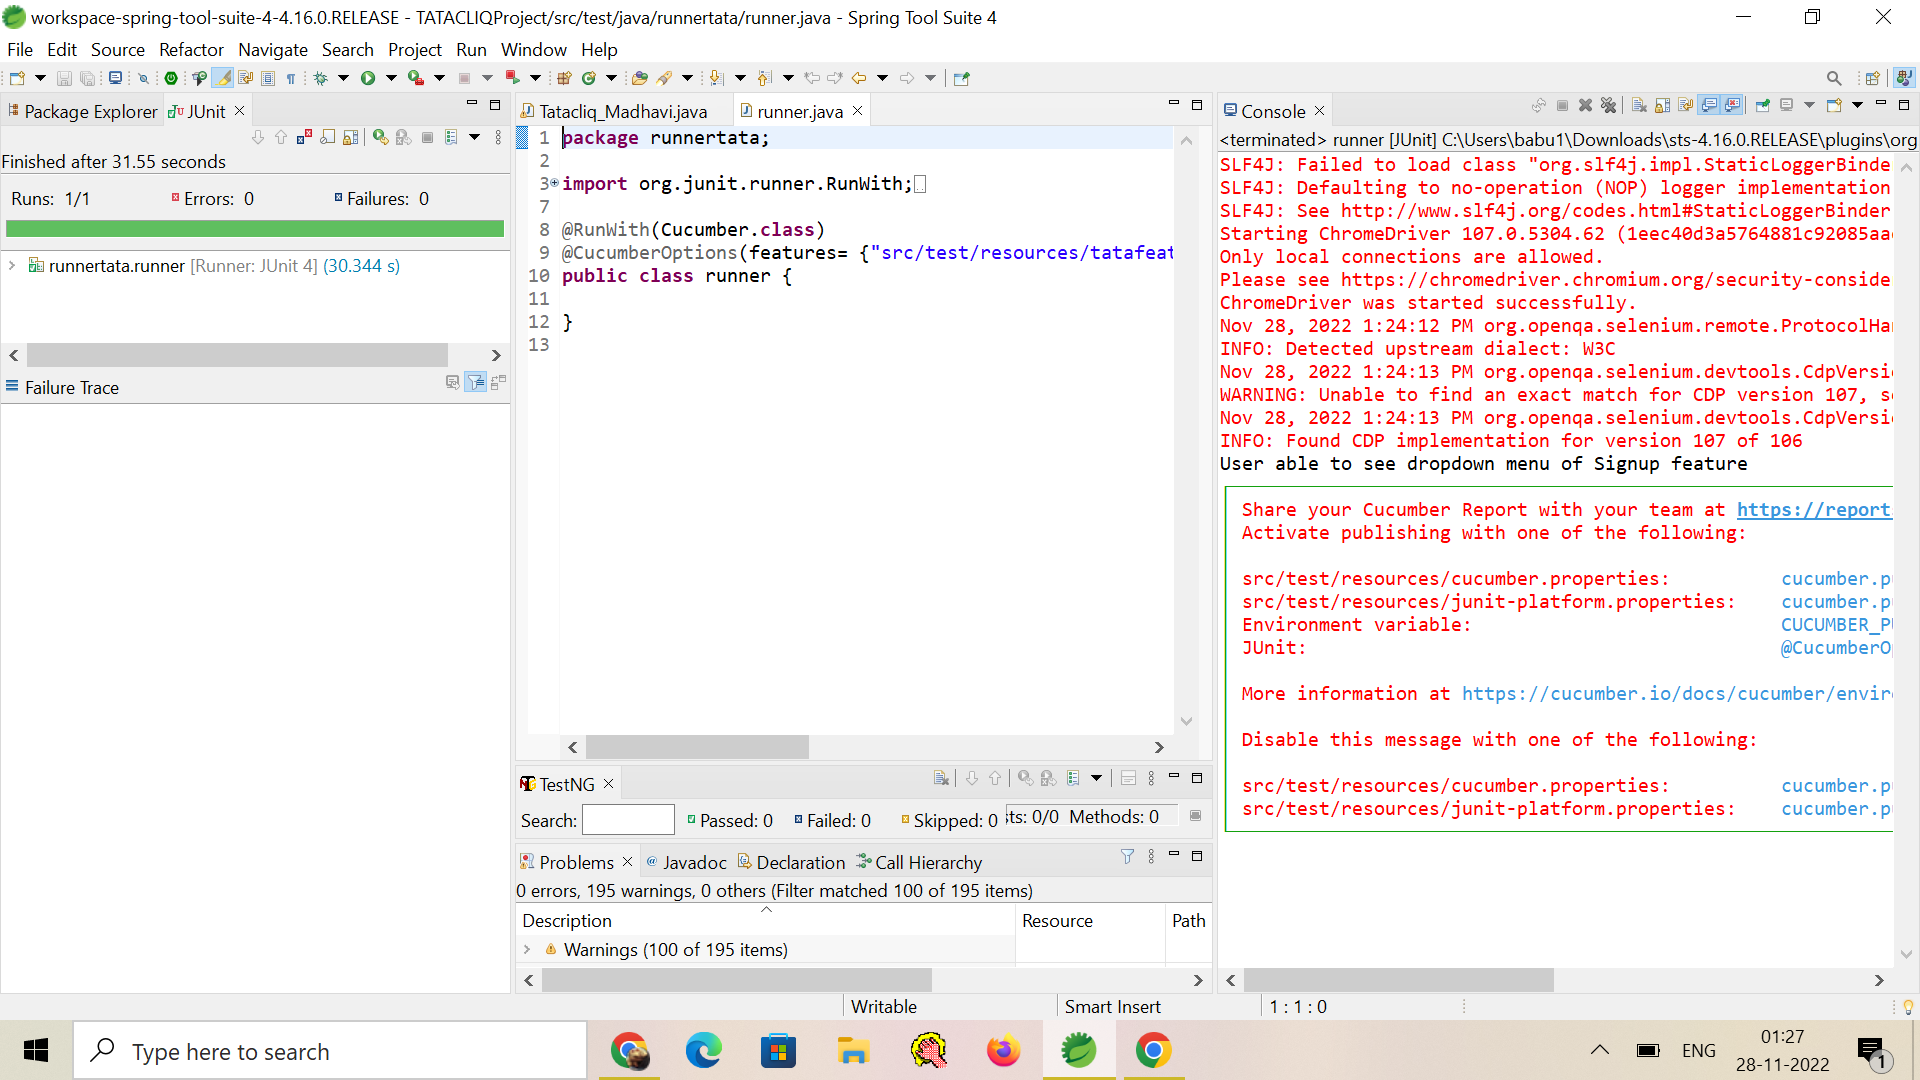 workspace-spring-tool-suite-4-4.16.0.RELEASE - TATACLIQProject/src/test/java/runnertata/runner.java - Spring Tool Suite 4
File Edit Source Refactor Navigate Search Project Run Window Help
Package Explorer JUnit
Finished after 31.55 seconds
Runs: 1/1 Errors: 0 Failures: 0
runnertata.runner [Runner: JUnit 4] (30.344 s)
Failure Trace
Tatacliq_Madhavi.java runner.java
1 package runnertata;
2
3 import org.junit.runner.RunWith;
7
8 @RunWith(Cucumber.class)
9 @CucumberOptions(features= {"src/test/resources/tatafeat
10 public class runner {
11
12 }
13
TestNG
Search: Passed: 0 Failed: 0 Skipped: 0 sts: 0/0 Methods: 0
Problems @ Javadoc Declaration Call Hierarchy
0 errors, 195 warnings, 0 others (Filter matched 100 of 195 items)
Description Resource Path
Warnings (100 of 195 items)
Console
<terminated> runner [JUnit] C:\Users\babu1\Downloads\sts-4.16.0.RELEASE\plugins\org
SLF4J: Failed to load class "org.slf4j.impl.StaticLoggerBinde
SLF4J: Defaulting to no-operation (NOP) logger implementation
SLF4J: See http://www.slf4j.org/codes.html#StaticLoggerBinder
Starting ChromeDriver 107.0.5304.62 (1eec40d3a5764881c92085aa
Only local connections are allowed.
Please see https://chromedriver.chromium.org/security-conside
ChromeDriver was started successfully.
Nov 28, 2022 1:24:12 PM org.openqa.selenium.remote.ProtocolHa
INFO: Detected upstream dialect: W3C
Nov 28, 2022 1:24:13 PM org.openqa.selenium.devtools.CdpVersi
WARNING: Unable to find an exact match for CDP version 107, s
Nov 28, 2022 1:24:13 PM org.openqa.selenium.devtools.CdpVersi
INFO: Found CDP implementation for version 107 of 106
User able to see dropdown menu of Signup feature
Share your Cucumber Report with your team at https://report
Activate publishing with one of the following:
src/test/resources/cucumber.properties: cucumber.p
src/test/resources/junit-platform.properties: cucumber.p
Environment variable: CUCUMBER_P
JUnit: @CucumberO
More information at https://cucumber.io/docs/cucumber/envir
Disable this message with one of the following:
src/test/resources/cucumber.properties: cucumber.p
src/test/resources/junit-platform.properties: cucumber.p
Writable Smart Insert 1 : 1 : 0
Type here to search
ENG
01:27
28-11-2022
1